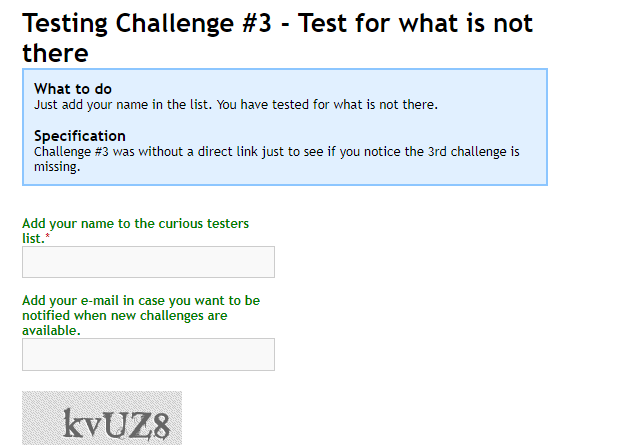 Testing Challenge #3 - Test for what is not
there
What to do
Just add your name in the list. You have tested for what is not there.
Specification
Challenge #3 was without a direct link just to see if you notice the 3rd challenge is
missing.
Add your name to the curious testers
list.*
Add your e-mail in case you want to be
notified when new challenges are
available.
kvUZ8